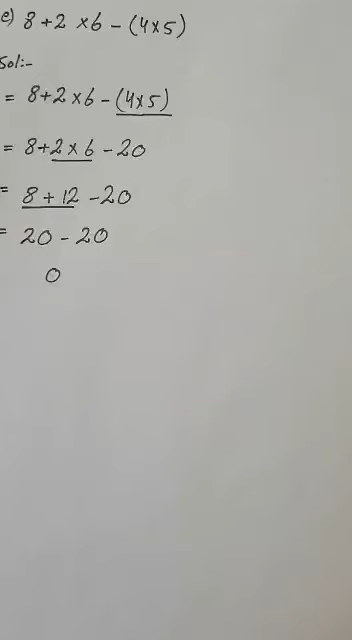 e) 8+2 ×6 - (4×5)
Sol:-
= 8+2×6 - (4×5)
= 8+2×6 - 20
= 8 + 12 - 20
= 20 - 20
0